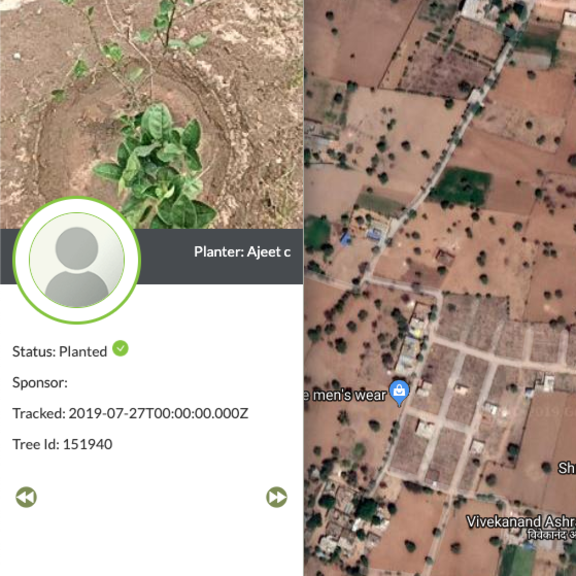 Planter: Ajeet c
Status: Planted
Sponsor:
Tracked: 2019-07-27T00:00:00.000Z
Tree Id: 151940
e men's wear
Sh
Vivekanand Ashr
विवेकानंद अ